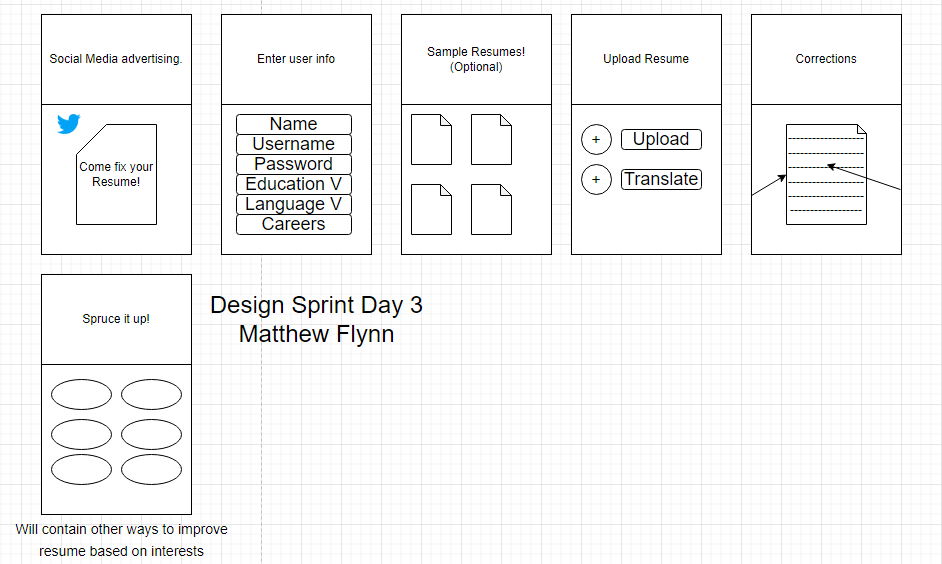 Social Media advertising.
Enter user info
Sample Resumes!
(Optional)
Upload Resume
Corrections
Come fix your
Resume!
Name
Username
Password
Education V
Language V
Careers
+ Upload
+ Translate
Spruce it up!
Design Sprint Day 3
Matthew Flynn
Will contain other ways to improve
resume based on interests